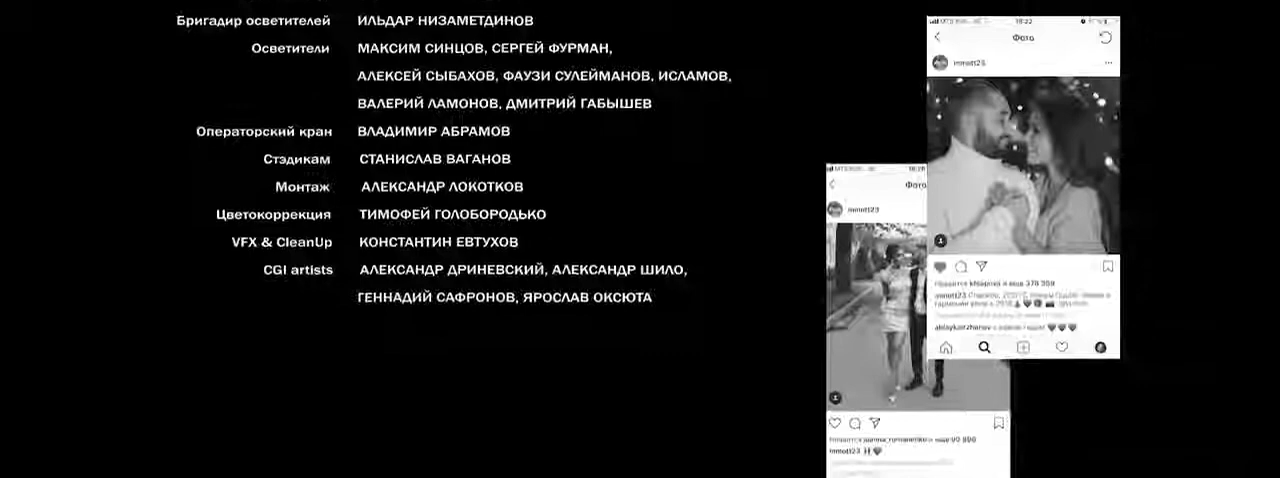 Бригадир осветителей ИЛЬДАР НИЗАМЕТДИНОВ
Осветители МАКСИМ СИНЦОВ, СЕРГЕЙ ФУРМАН,
АЛЕКСЕЙ СЫБАХОВ, ФАУЗИ СУЛЕЙМАНОВ, ИСЛАМОВ,
ВАЛЕРИЙ ЛАМОНОВ, ДМИТРИЙ ГАБЫШЕВ
Операторский кран ВЛАДИМИР АБРАМОВ
Стэдикам СТАНИСЛАВ ВАГАНОВ
Монтаж АЛЕКСАНДР ЛОКОТКОВ
Цветокоррекция ТИМОФЕЙ ГОЛОБОРОДЬКО
VFX & CleanUp КОНСТАНТИН ЕВТУХОВ
CGI artists АЛЕКСАНДР ДРИНЕВСКИЙ, АЛЕКСАНДР ШИЛО,
ГЕННАДИЙ САФРОНОВ, ЯРОСЛАВ ОКСЮТА
Фото
Фото